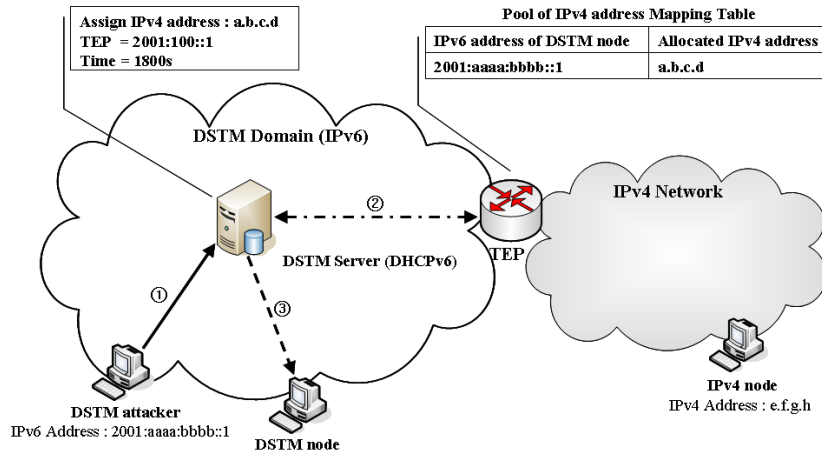 Assign IPv4 address : a.b.c.d
TEP = 2001:100::1
Time = 1800s
Pool of IPv4 address Mapping Table
IPv6 address of DSTM node
Allocated IPv4 address
2001:aaaa:bbbb::1
a.b.c.d
DSTM Domain (IPv6)
IPv4 Network
②
TEP
DSTM Server (DHCPv6)
①
③
DSTM attacker
IPv6 Address : 2001:aaaa:bbbb::1
DSTM node
IPv4 node
IPv4 Address : e.f.g.h